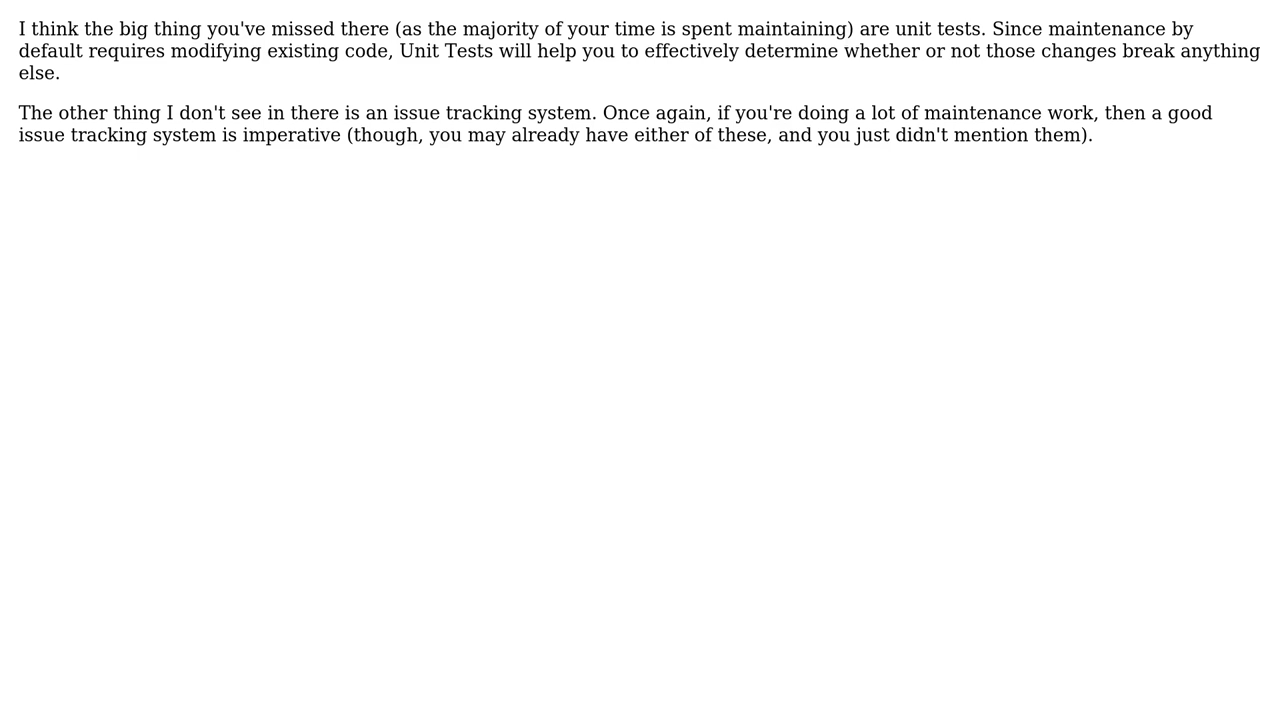 I think the big thing you've missed there (as the majority of your time is spent maintaining) are unit tests. Since maintenance by
default requires modifying existing code, Unit Tests will help you to effectively determine whether or not those changes break anything
else.
The other thing I don't see in there is an issue tracking system. Once again, if you're doing a lot of maintenance work, then a good
issue tracking system is imperative (though, you may already have either of these, and you just didn't mention them).